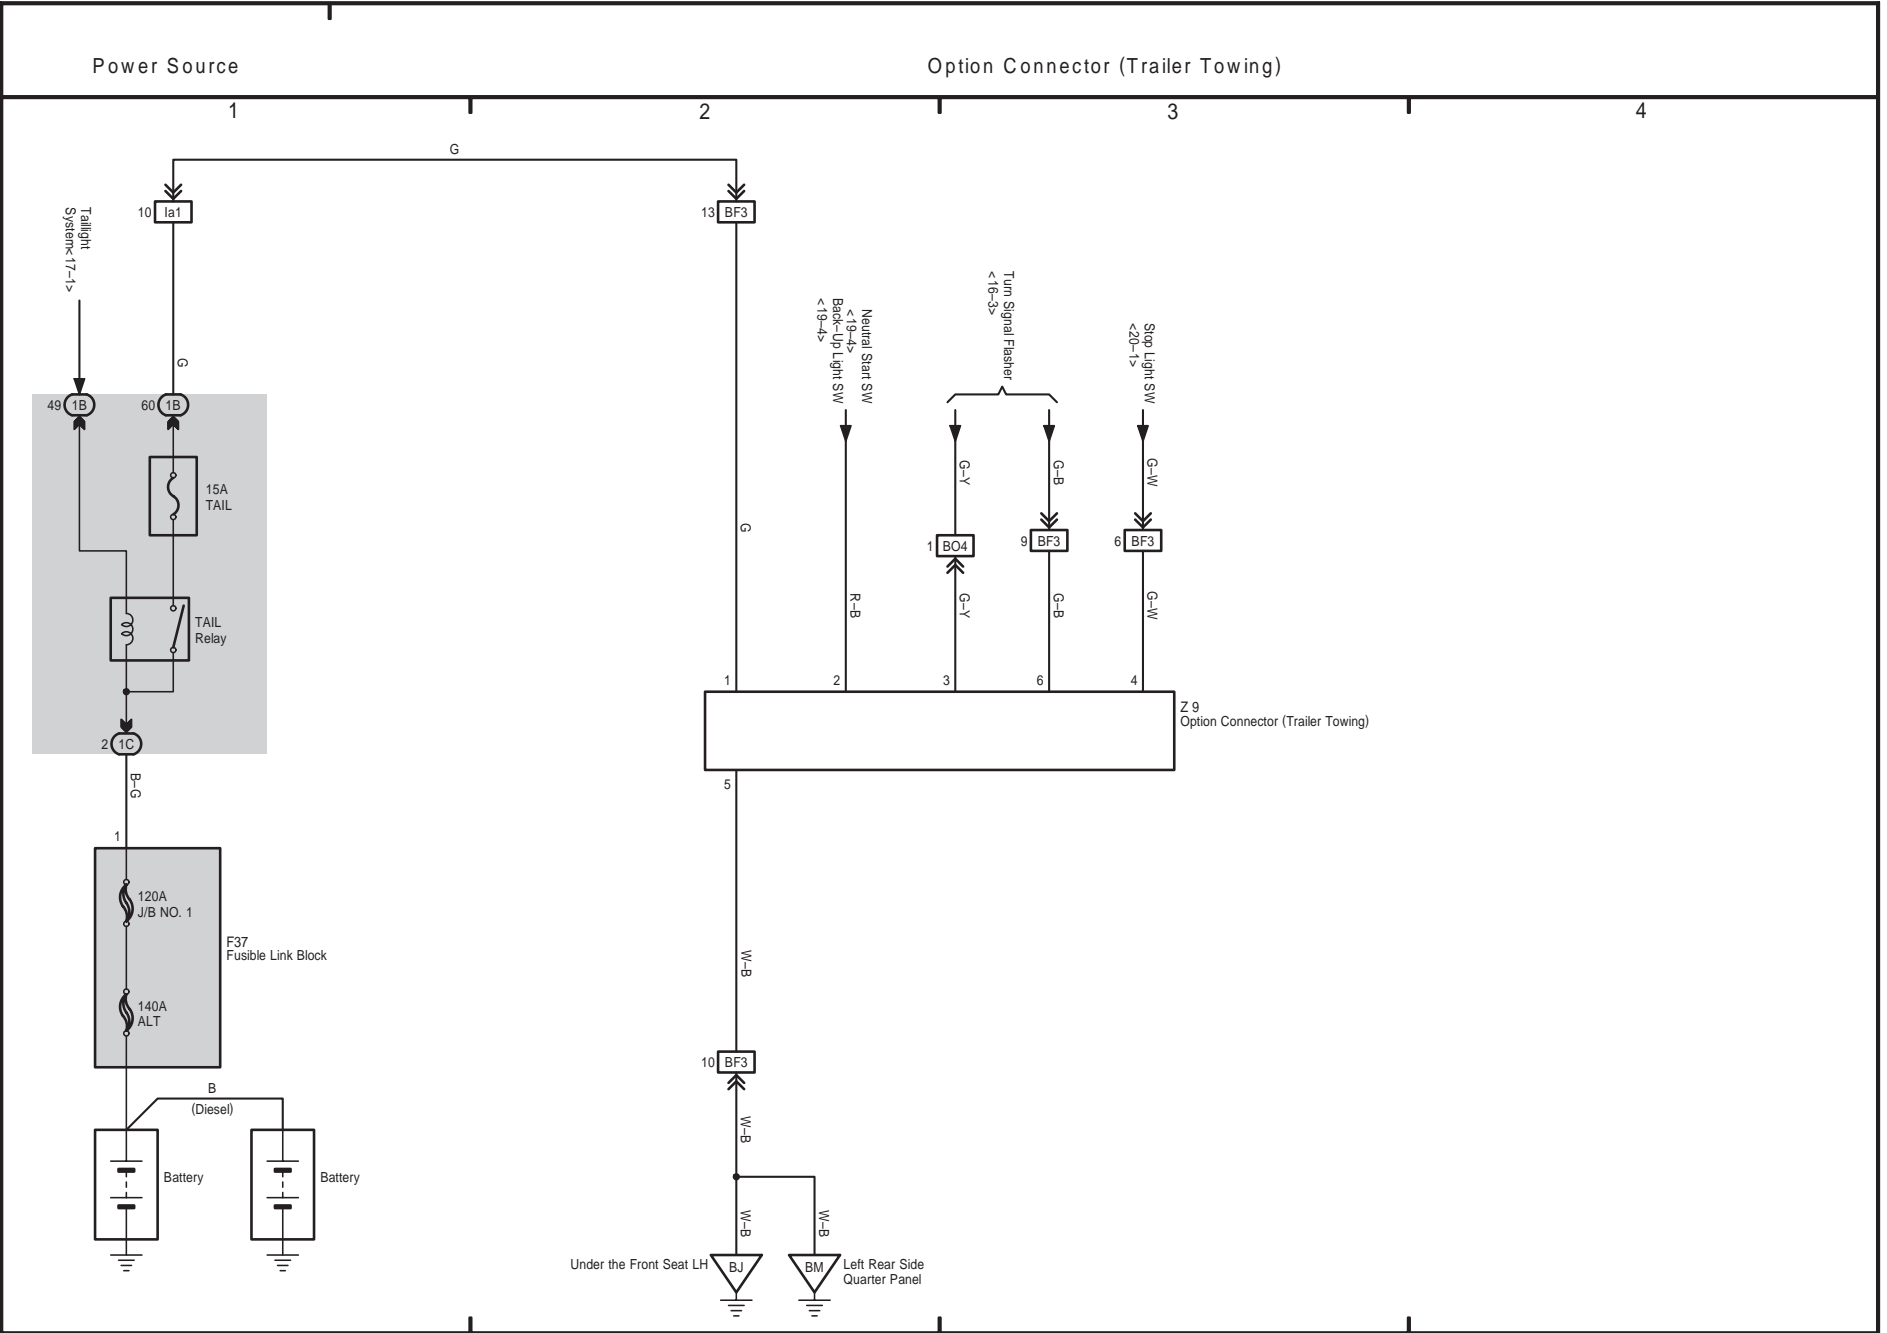 Power Source
Option Connector (Trailer Towing)
1
2
3
4
G
10
Ia1
13
BF3
Taillight
System<17–1>
G
Neutral Start SW
<19–4>
Back–Up Light SW
<19–4>
Turn Signal Flasher
<16–3>
Stop Light SW
<20–1>
49
1B
60
1B
15A
TAIL
G
G–Y
G–B
G–W
1
BO4
9
BF3
6
BF3
R–B
G–Y
G–B
G–W
TAIL
Relay
1
2
3
6
4
Z 9
Option Connector (Trailer Towing)
2
1C
B–G
5
1
120A
J/B NO. 1
F37
Fusible Link Block
140A
ALT
W–B
10
BF3
B
(Diesel)
W–B
Battery
Battery
W–B
W–B
Under the Front Seat LH
BJ
BM
Left Rear Side
Quarter Panel